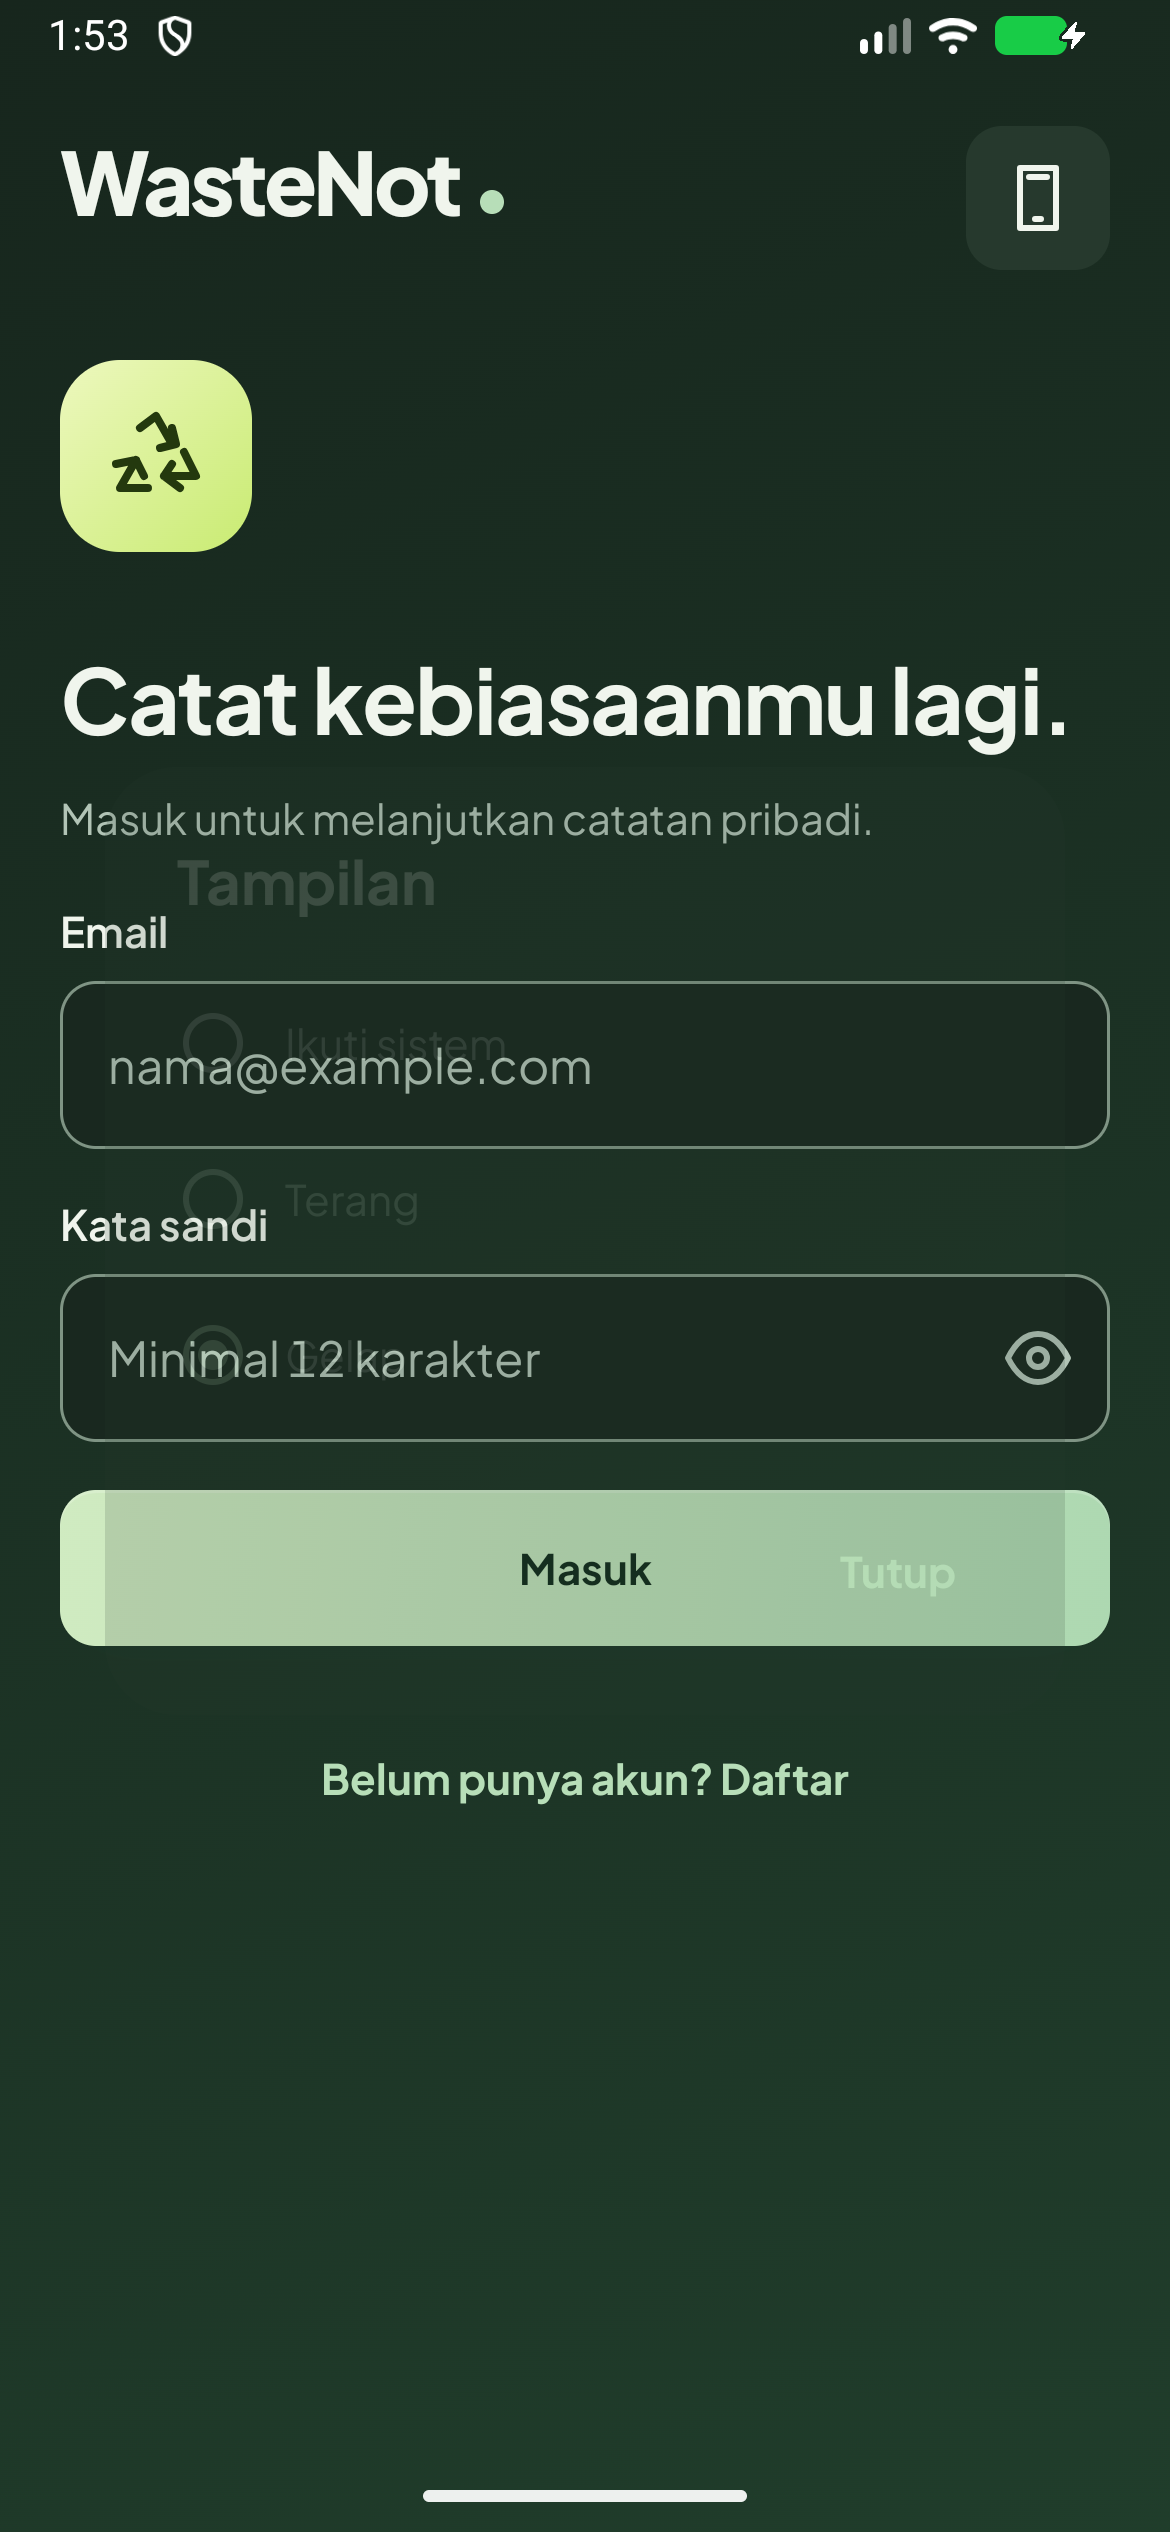 1:53
WasteNot
Catat kebiasaanmu lagi.
Masuk untuk melanjutkan catatan pribadi.
Tampilan
Email
Ikuti sistem
nama@example.com
Terang
Kata sandi
Gelap
Minimal 12 karakter
Masuk
Tutup
Belum punya akun? Daftar